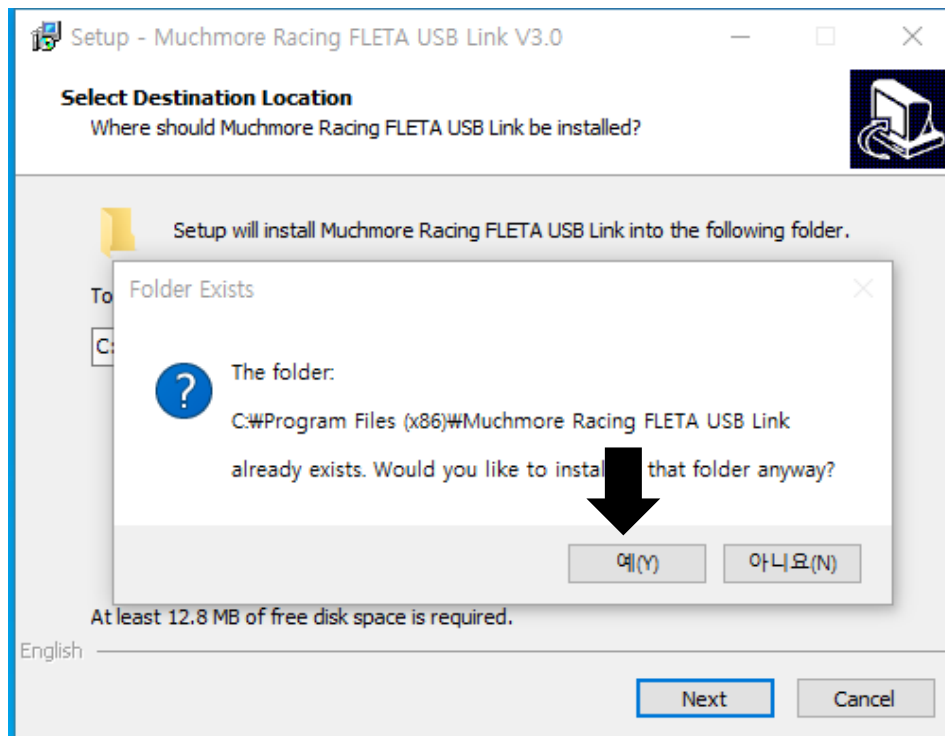 Setup - Muchmore Racing FLETA USB Link V3.0
Select Destination Location
Where should Muchmore Racing FLETA USB Link be installed?
Setup will install Muchmore Racing FLETA USB Link into the following folder.
To
C:
Folder Exists
The folder:
C:₩Program Files (x86)₩Muchmore Racing FLETA USB Link
already exists. Would you like to install that folder anyway?
예(Y)
아니요(N)
At least 12.8 MB of free disk space is required.
English
Next
Cancel